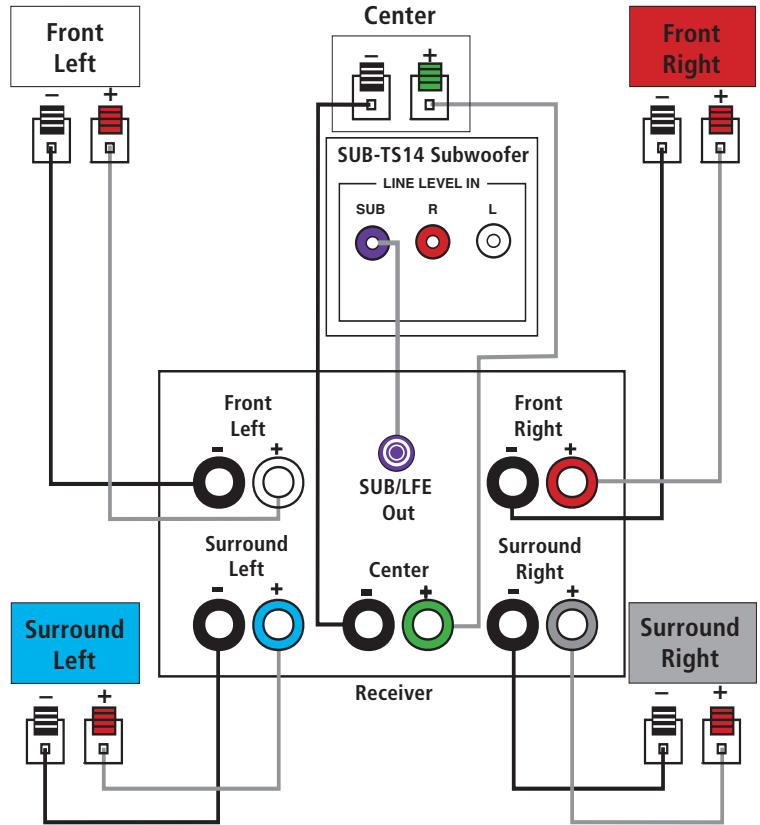 Center
Front
Left
Front
Right
− +
− +
− +
SUB-TS14 Subwoofer
LINE LEVEL IN
SUB R L
Front
Left
− +
Front
Right
− +
SUB/LFE
Out
Surround
Left
− +
Center
− +
Surround
Right
− +
Surround
Left
− +
Surround
Right
− +
Receiver